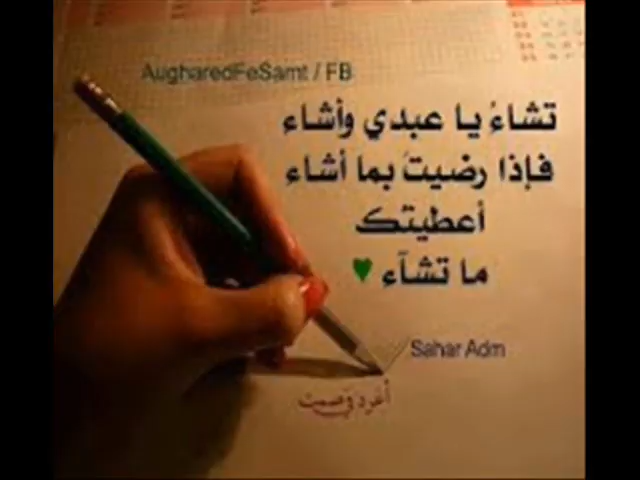 AugharedFeSamt / FB
تشاءُ يا عبدي وأشاء
فإذا رضيتَ بما أشاء
أعطيتك
ما تشآء ♥
Sahar Adm
أغرد في صمت